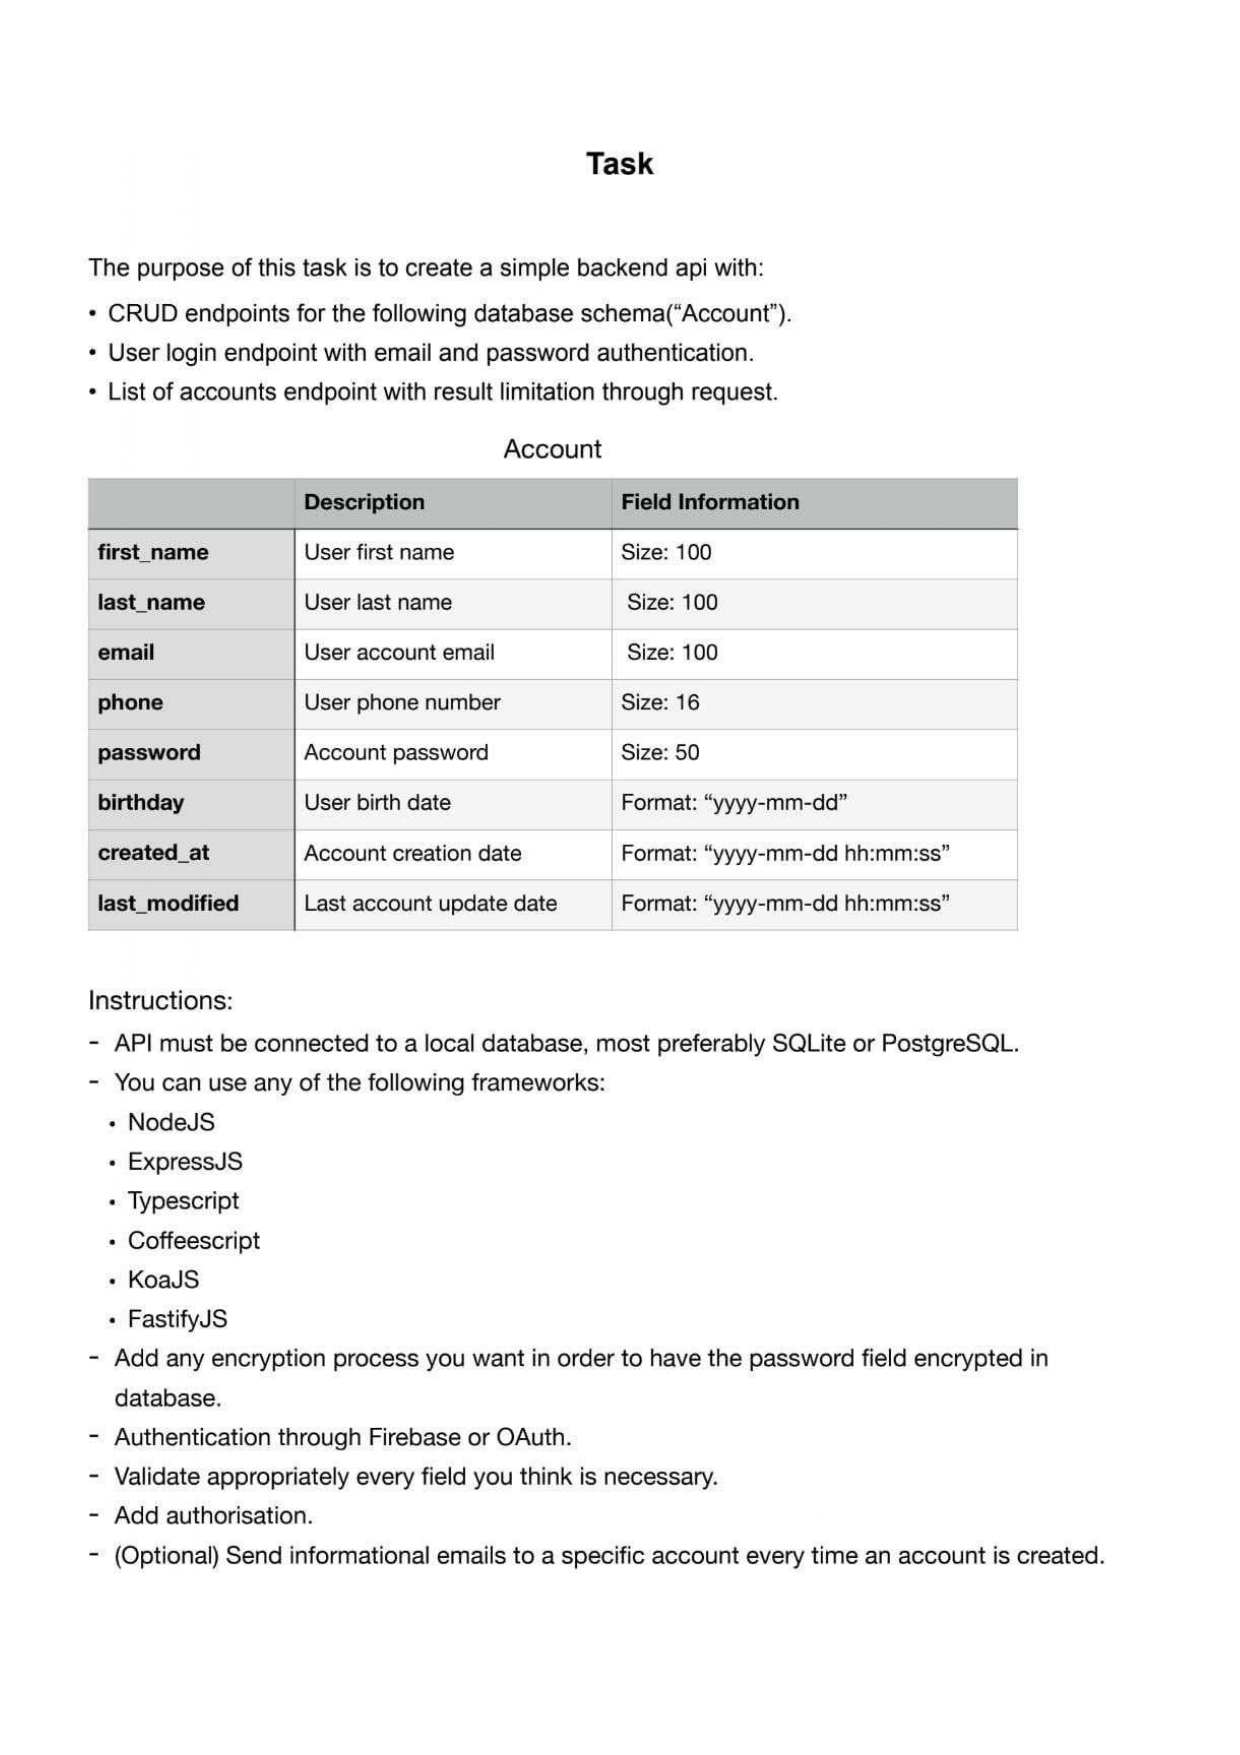 Task
The purpose of this task is to create a simple backend api with:
• CRUD endpoints for the following database schema(“Account”).
• User login endpoint with email and password authentication.
• List of accounts endpoint with result limitation through request.
Account
Description Field Information
first_name User first name Size: 100
last_name User last name Size: 100
email User account email Size: 100
phone User phone number Size: 16
password Account password Size: 50
birthday User birth date Format: “yyyy-mm-dd”
created_at Account creation date Format: “yyyy-mm-dd hh:mm:ss”
last_modified Last account update date Format: “yyyy-mm-dd hh:mm:ss”
Instructions:
- API must be connected to a local database, most preferably SQLite or PostgreSQL.
- You can use any of the following frameworks:
• NodeJS
• ExpressJS
• Typescript
• Coffeescript
• KoaJS
• FastifyJS
- Add any encryption process you want in order to have the password field encrypted in
database.
- Authentication through Firebase or OAuth.
- Validate appropriately every field you think is necessary.
- Add authorisation.
- (Optional) Send informational emails to a specific account every time an account is created.